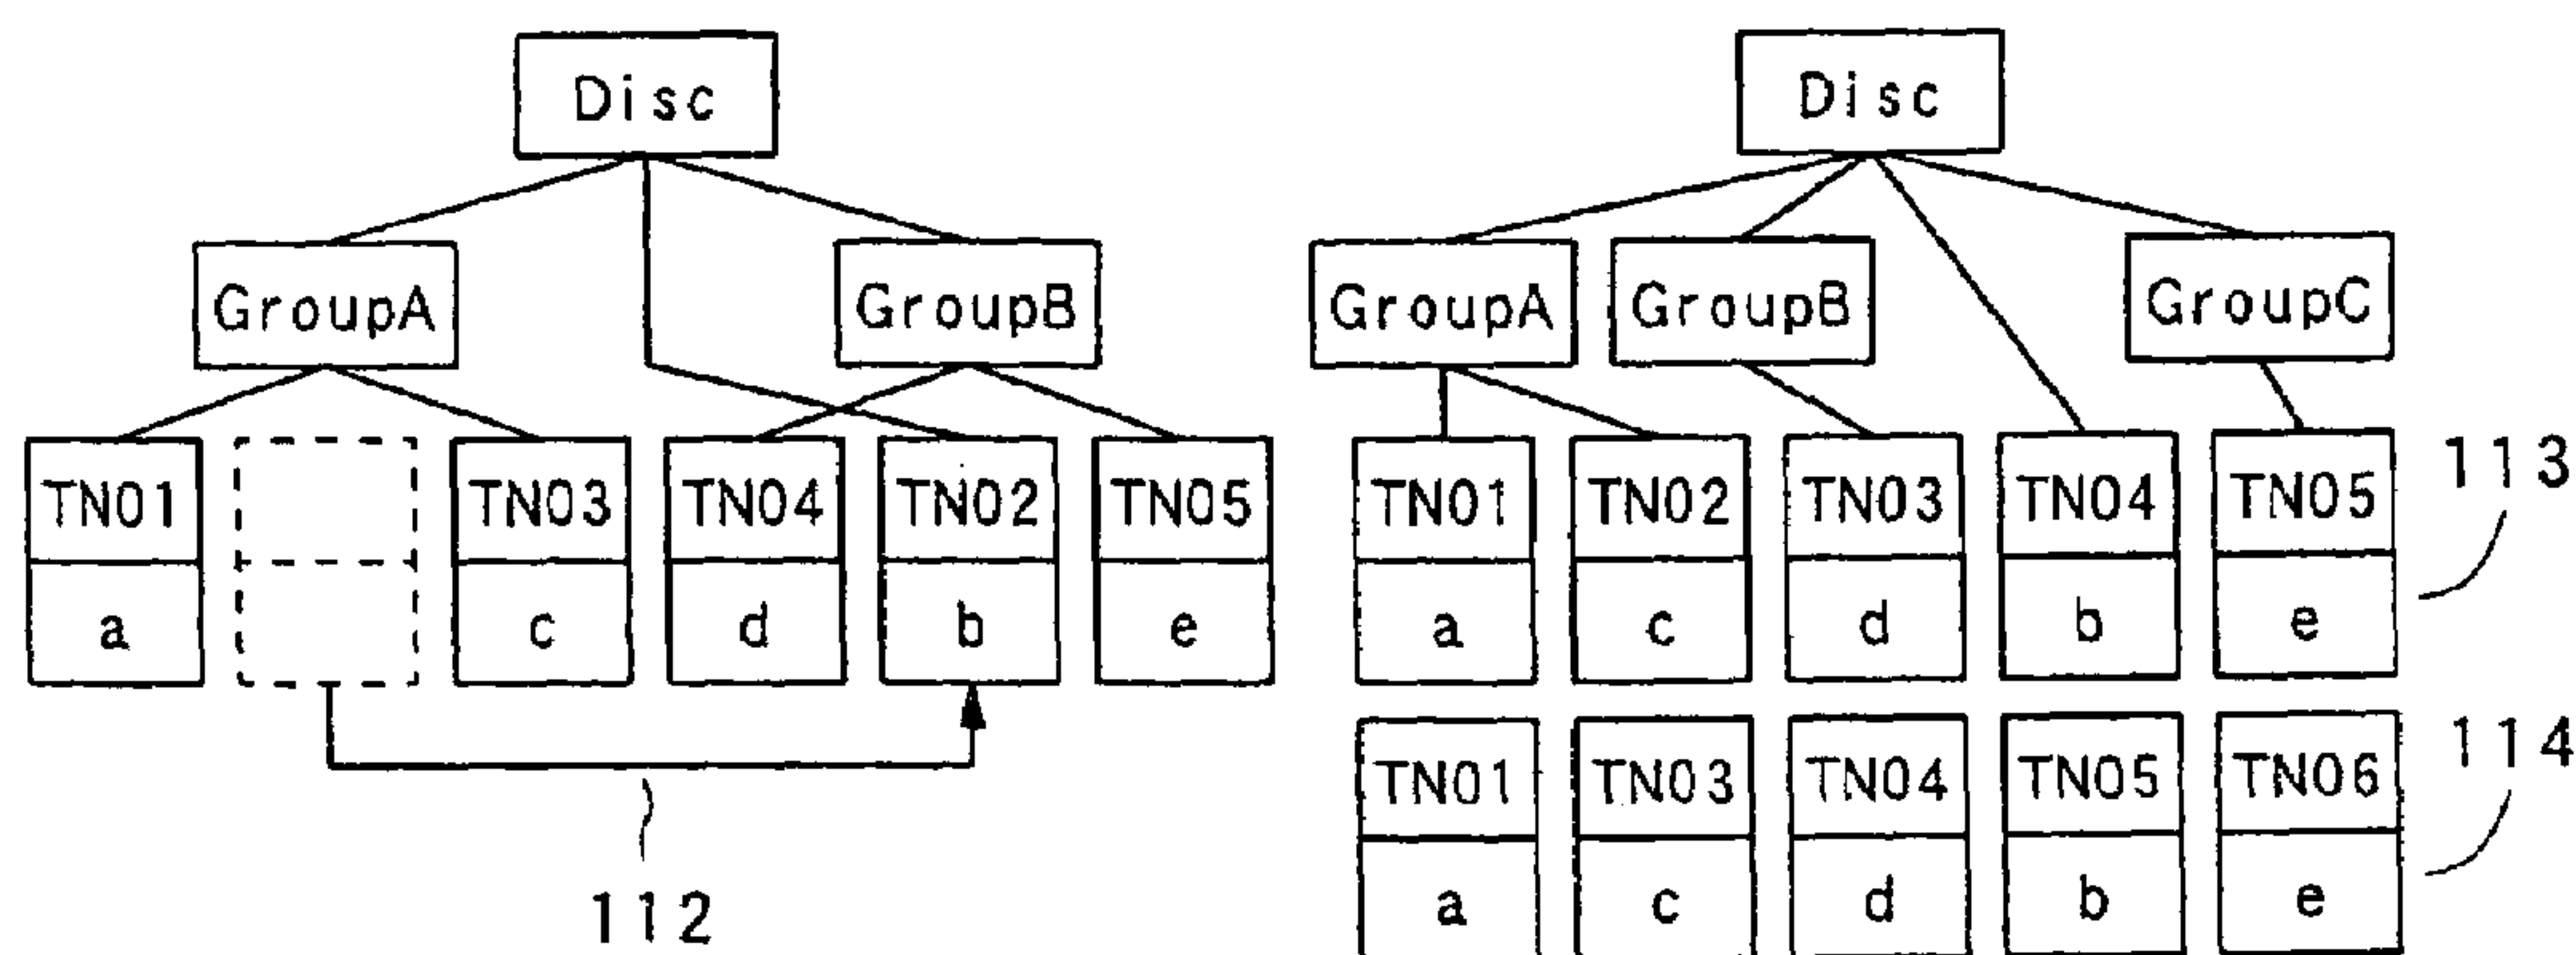 Disc Disc
GroupA GroupB GroupA GroupB GroupC
TN01 TN03 TN04 TN02 TN05 TN01 TN02 TN03 TN04 TN05 113
a c d b e a c d b e
TN01 TN03 TN04 TN05 TN06 114
112 a c d b e